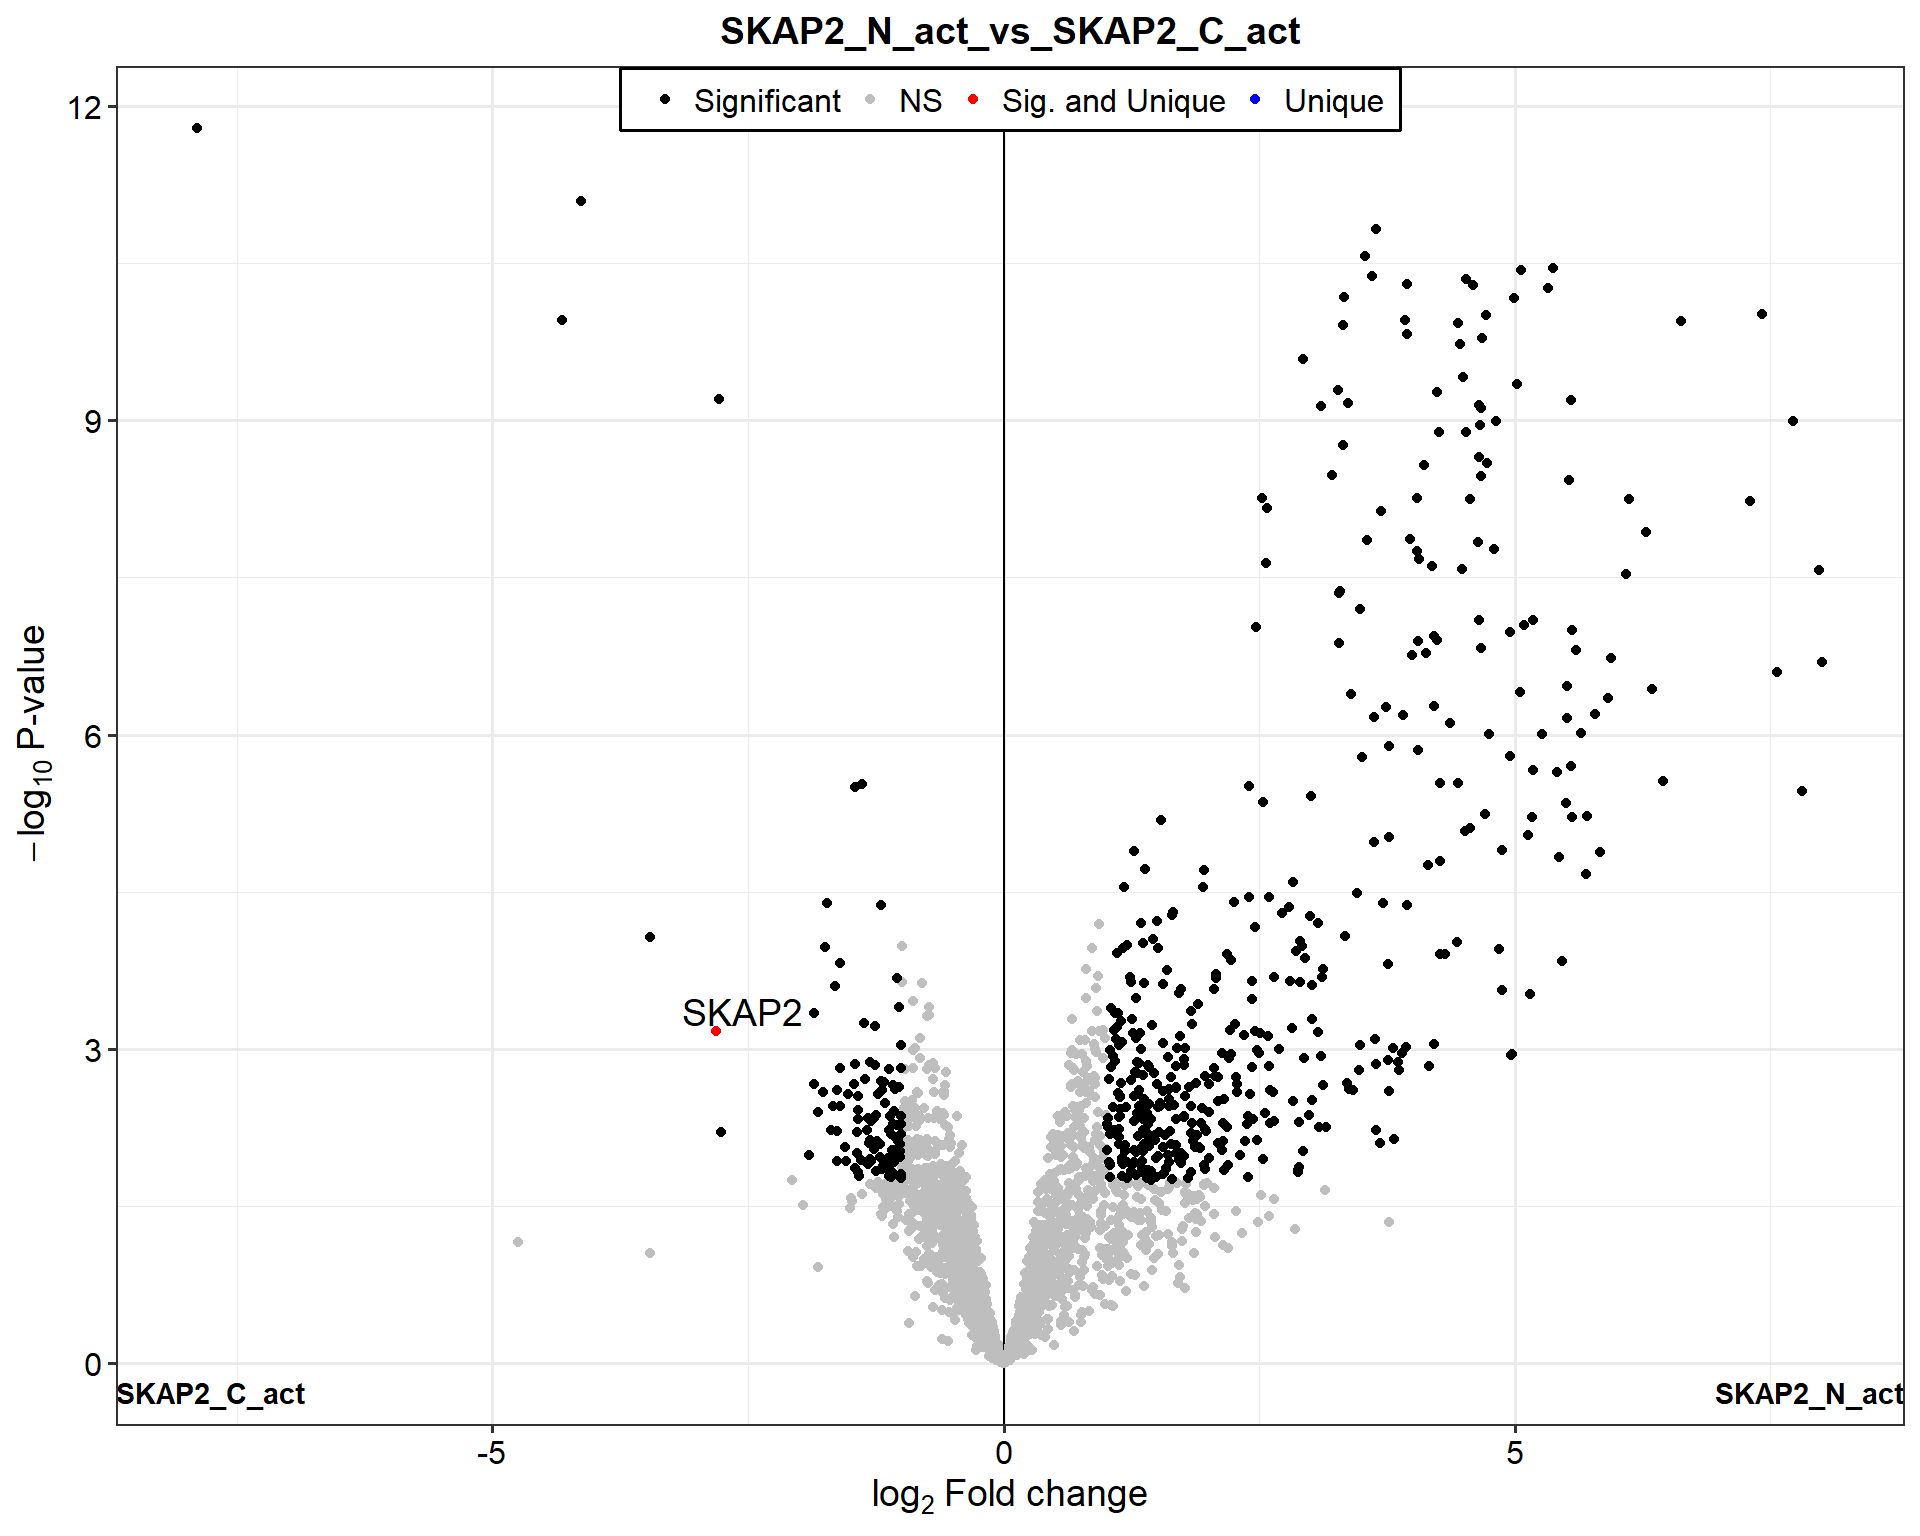 SKAP2_N_act_vs_SKAP2_C_act
Significant NS Sig. and Unique Unique
12
9
6
3
0
−log10 P-value
SKAP2
SKAP2_C_act SKAP2_N_act
-5 0 5
log2 Fold change